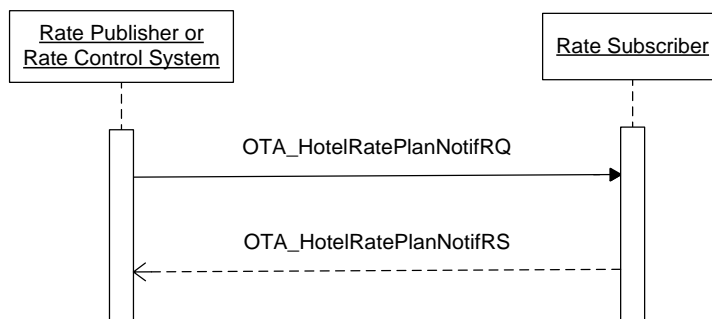 Rate Publisher or
Rate Control System
Rate Subscriber
OTA_HotelRatePlanNotifRQ
OTA_HotelRatePlanNotifRS